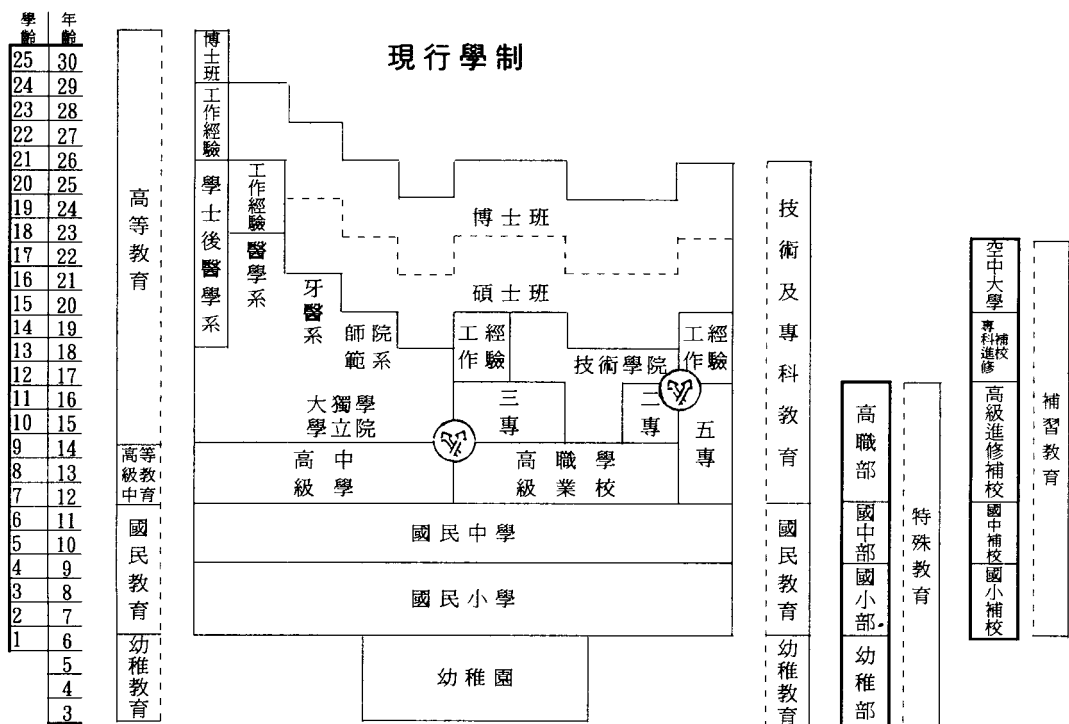 現行學制
學齡 年齡
25 30
24 29
23 28
22 27
21 26
20 25
19 24
18 23
17 22
16 21
15 20
14 19
13 18
12 17
11 16
10 15
9 14
8 13
7 12
6 11
5 10
4 9
3 8
2 7
1 6
5
4
3
高等教育
高級中等教育
國民教育
幼稚教育
博士班
工作經驗
學士後醫學系
工作經驗
醫學系
牙醫系
師範院系
大學獨立學院
博士班
碩士班
工作經驗
技術學院
工作經驗
三專
二專
五專
高級中學
高級職業學校
國民中學
國民小學
幼稚園
技術及專科教育
國民教育
幼稚教育
高職部
國中部
國小部
幼稚部
特殊教育
空中大學
專科進修補校
高級進修補校
國中補校
國小補校
補習教育